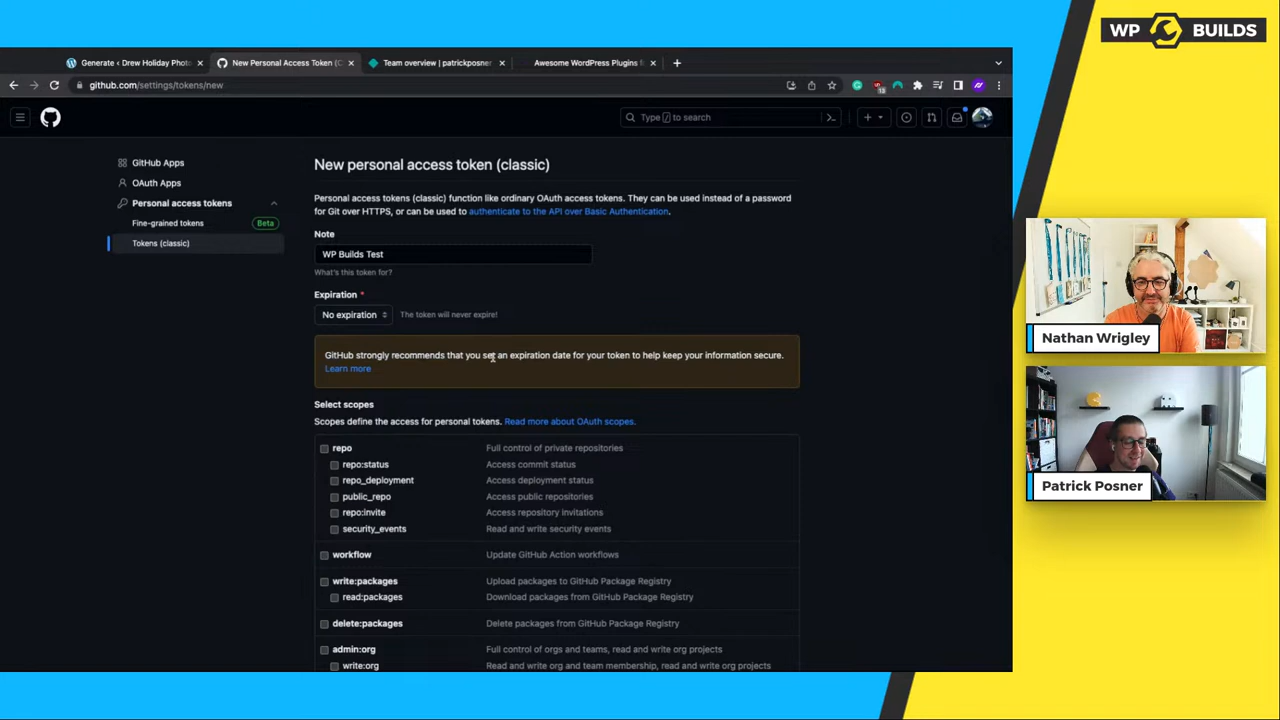 WP BUILDS
Generate < Drew Holiday Phot
New Personal Access Token (C
Team overview | patrickposner
Awesome WordPress Plugins f
github.com/settings/tokens/new
Type / to search
GitHub Apps
OAuth Apps
Personal access tokens
Fine-grained tokens Beta
Tokens (classic)
New personal access token (classic)
Personal access tokens (classic) function like ordinary OAuth access tokens. They can be used instead of a password
for Git over HTTPS, or can be used to authenticate to the API over Basic Authentication.
Note
WP Builds Test
What's this token for?
Expiration *
No expiration The token will never expire!
GitHub strongly recommends that you set an expiration date for your token to help keep your information secure.
Learn more
Select scopes
Scopes define the access for personal tokens. Read more about OAuth scopes.
repo Full control of private repositories
repo:status Access commit status
repo_deployment Access deployment status
public_repo Access public repositories
repo:invite Access repository invitations
security_events Read and write security events
workflow Update GitHub Action workflows
write:packages Upload packages to GitHub Package Registry
read:packages Download packages from GitHub Package Registry
delete:packages Delete packages from GitHub Package Registry
admin:org Full control of orgs and teams, read and write org projects
write:org Read and write org and team membership, read and write org projects
Nathan Wrigley
Patrick Posner